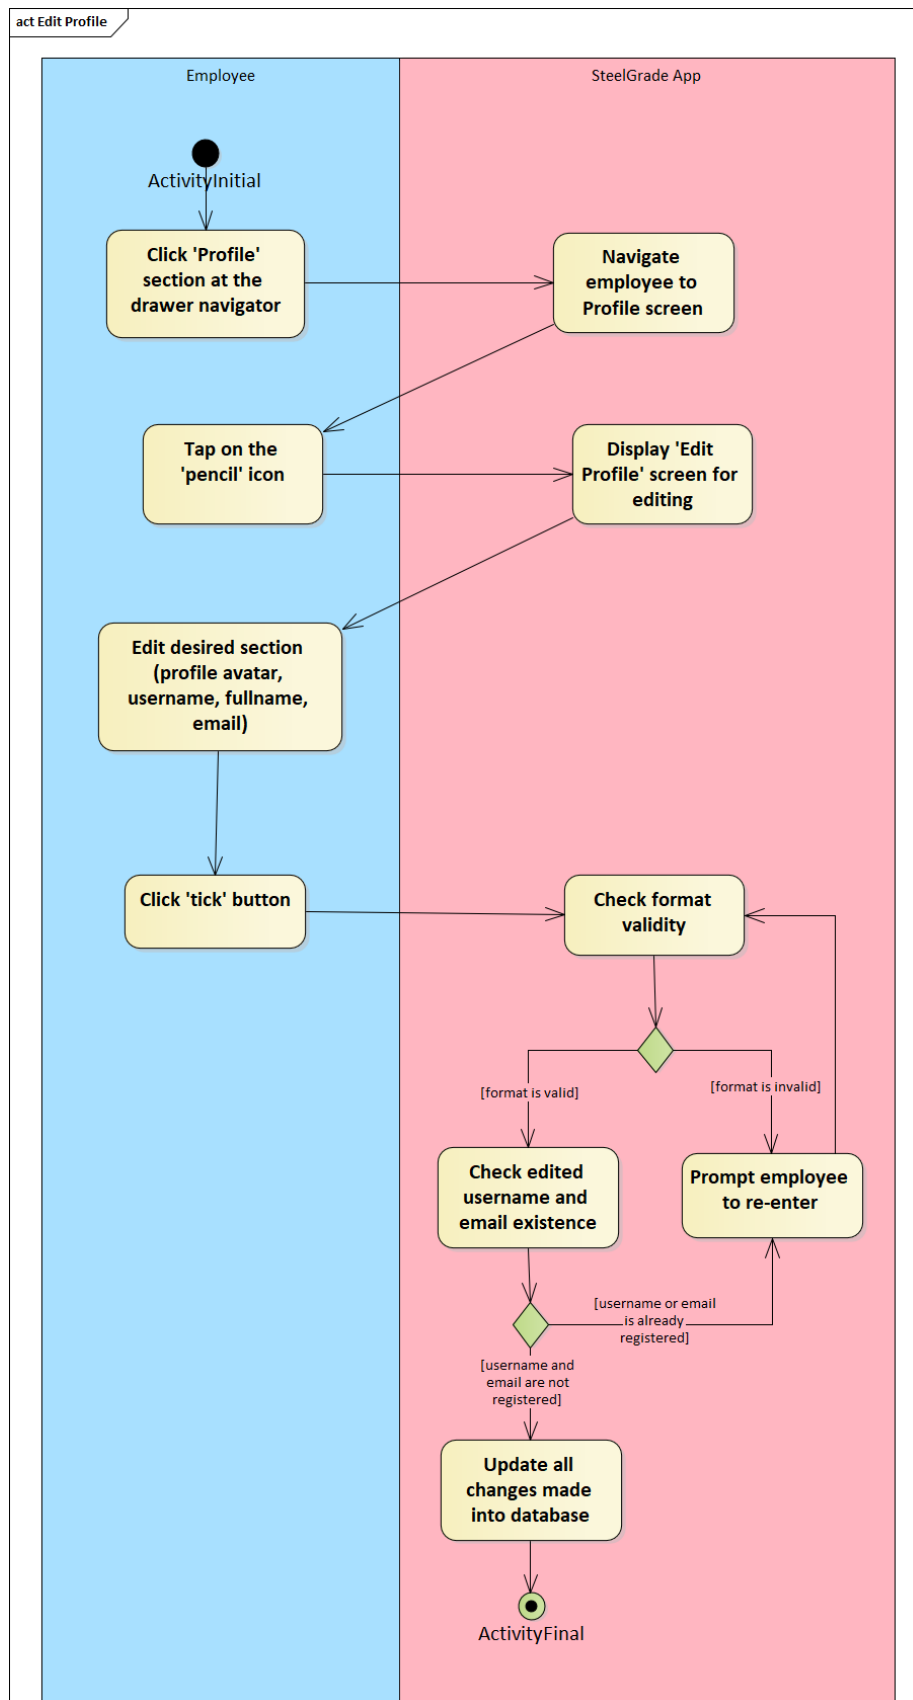 act Edit Profile
Employee
SteelGrade App
ActivityInitial
Click 'Profile'
section at the
drawer navigator
Navigate
employee to
Profile screen
Tap on the
'pencil' icon
Display 'Edit
Profile' screen for
editing
Edit desired section
(profile avatar,
username, fullname,
email)
Click 'tick' button
Check format
validity
[format is valid]
[format is invalid]
Check edited
username and
email existence
Prompt employee
to re-enter
[username or email
is already
registered]
[username and
email are not
registered]
Update all
changes made
into database
ActivityFinal